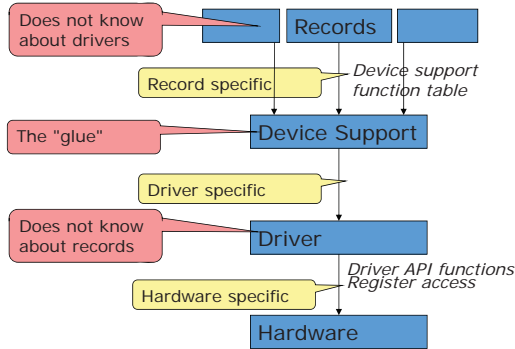 Does not know
about drivers
Records
Record specific
Device support
function table
The "glue"
Device Support
Driver specific
Does not know
about records
Driver
Driver API functions
Register access
Hardware specific
Hardware